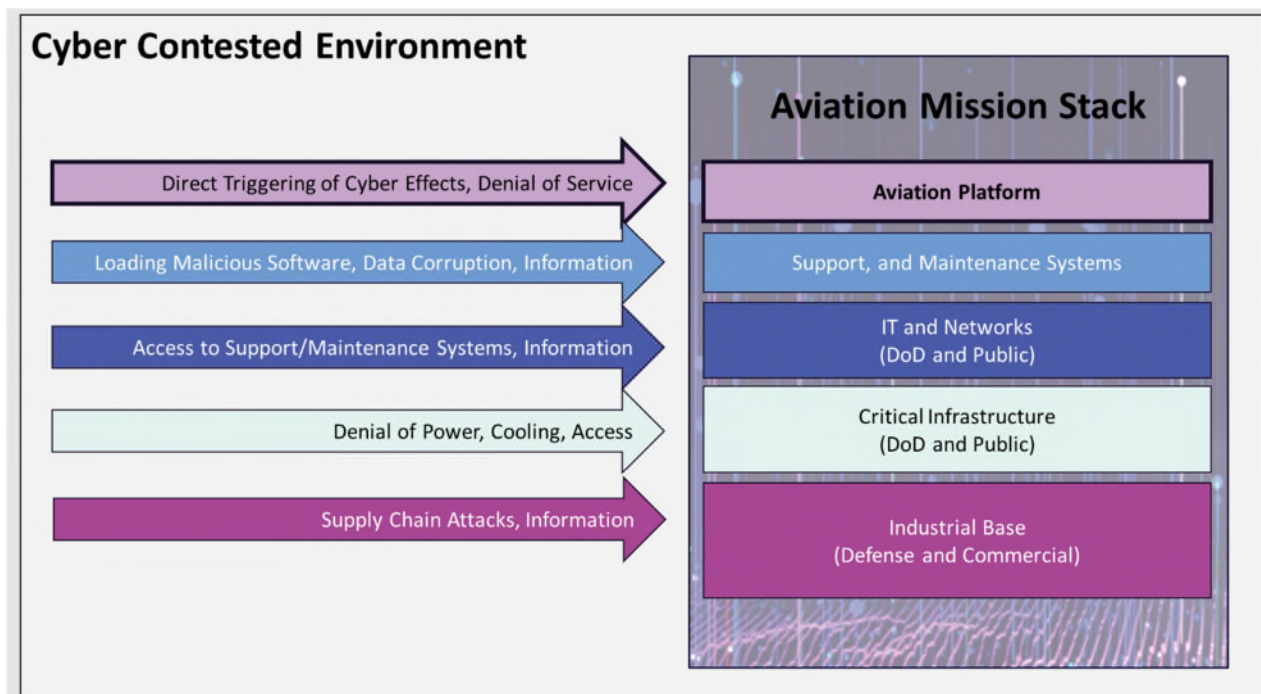 Cyber Contested Environment
Aviation Mission Stack
Direct Triggering of Cyber Effects, Denial of Service
Aviation Platform
Loading Malicious Software, Data Corruption, Information
Support, and Maintenance Systems
Access to Support/Maintenance Systems, Information
IT and Networks
(DoD and Public)
Denial of Power, Cooling, Access
Critical Infrastructure
(DoD and Public)
Supply Chain Attacks, Information
Industrial Base
(Defense and Commercial)